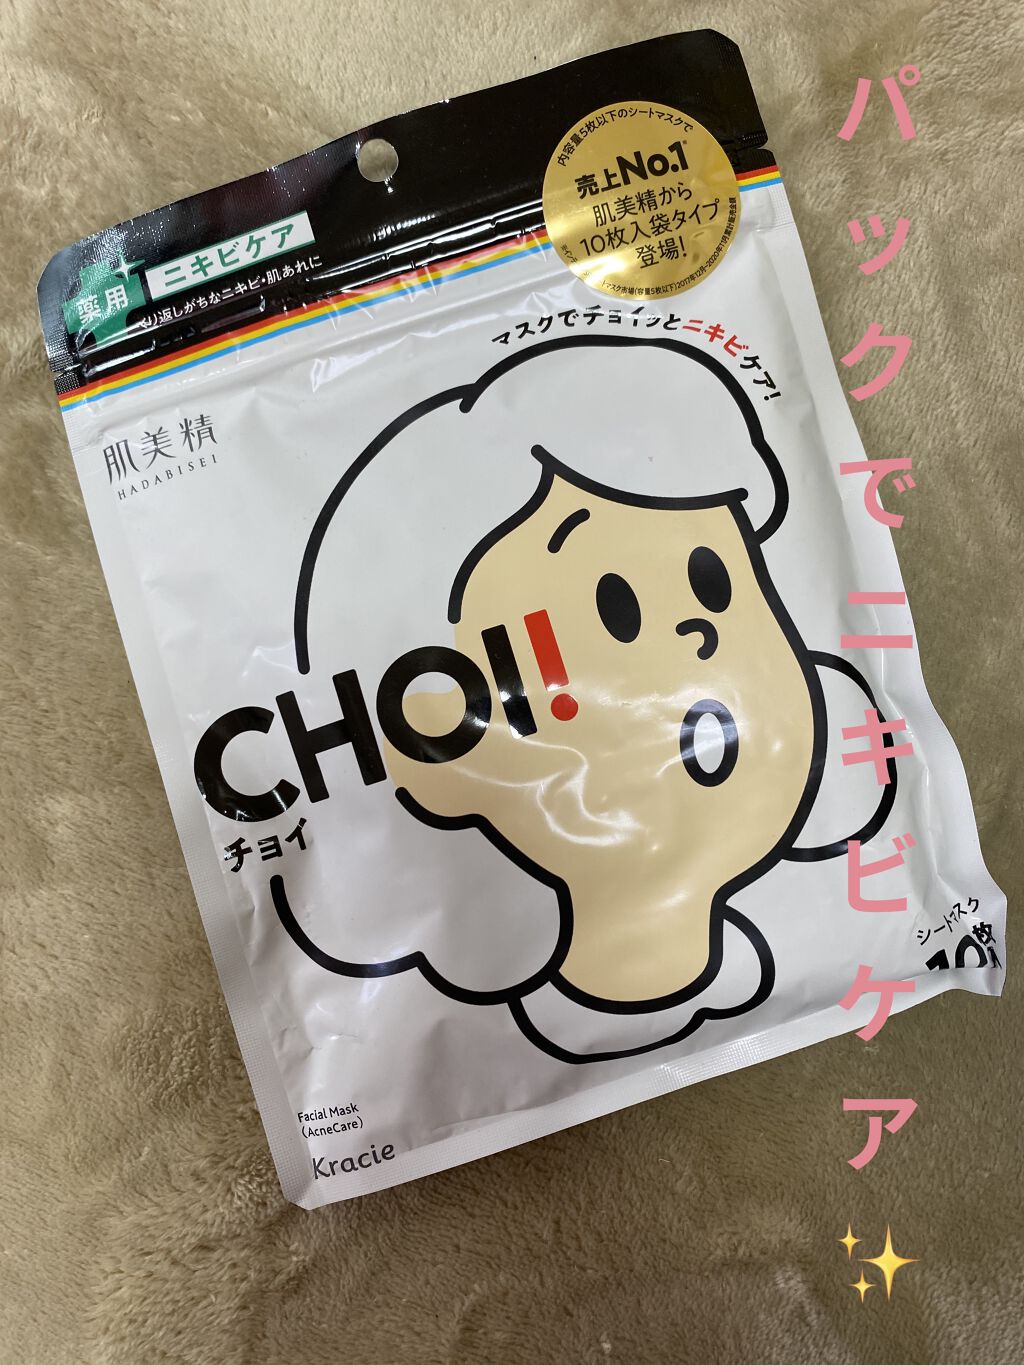 内容量5枚以下のシートマスクで
売上No.1※
肌美精から
10枚入袋タイプ
登場!
薬用
ニキビケア
くり返しがちなニキビ・肌あれに
マスクでチョイッとニキビケア!
肌美精
HADABISEI
CHOI!
チョイ
シートマスク
10枚
Facial Mask
(AcneCare)
Kracie
パックでニキビケア✨